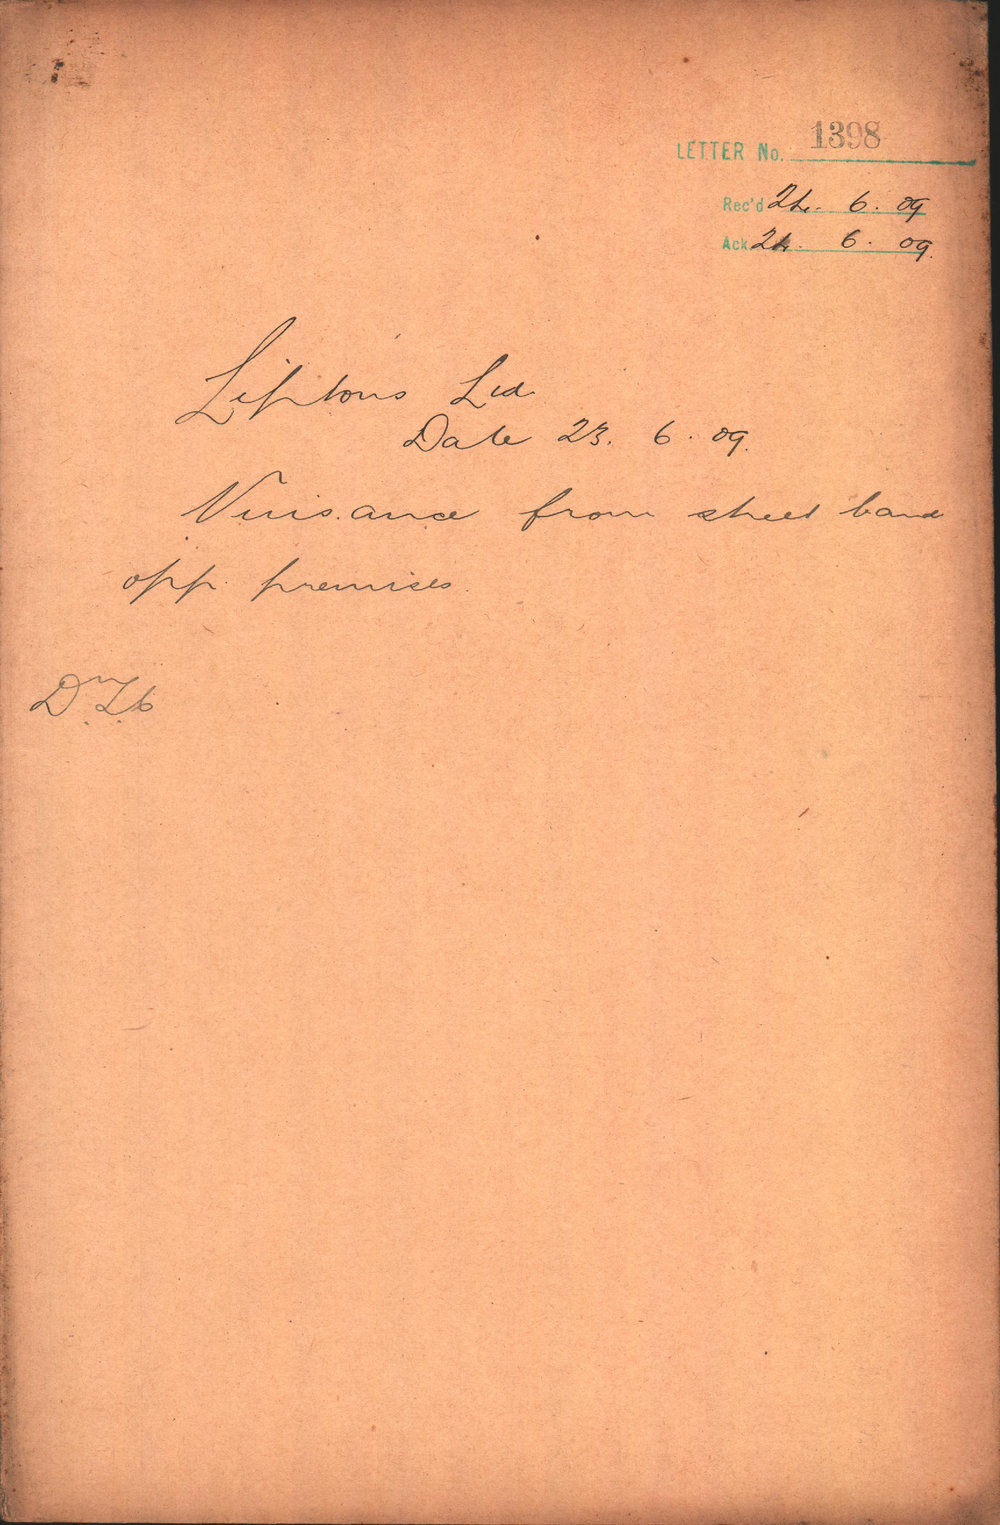 LETTER No. 1398
Rec'd 24. 6. 09
Ack 24. 6. 09.
Liptons Ltd
Date 23. 6. 09.
Nuisance from street band
opp. premises.